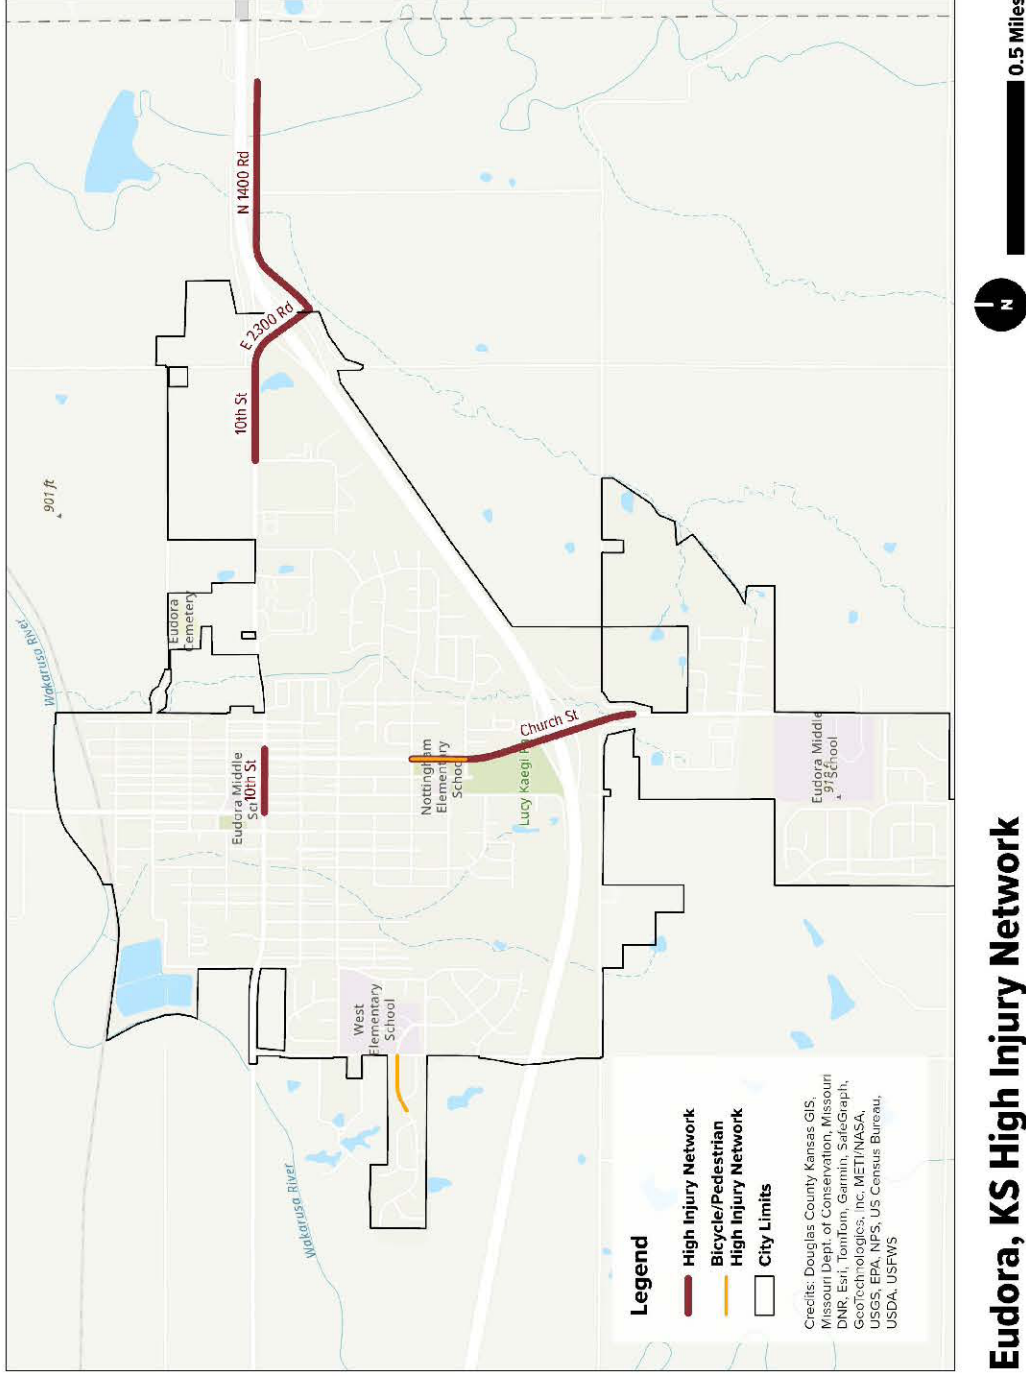 Wakarusa River
901 ft
Eudora
Cemetery
N 1400 Rd
10th St
Eudora Middle
10th St
E 2300 Rd
Wakarusa River
West
Elementary
School
Nottingham
Elementary
School
Lucy Kaegi
Church St
Eudora Middle
School
918 ft
Legend
High Injury Network
Bicycle/Pedestrian
High Injury Network
City Limits
Credits: Douglas County Kansas GIS,
Missouri Dept. of Conservation, Missouri
DNR, Esri, TomTom, Garmin, SafeGraph,
GeoTechnologies, Inc, METI/NASA,
USGS, EPA, NPS, US Census Bureau,
USDA, USFWS
Eudora, KS High Injury Network
N
0.5 Miles